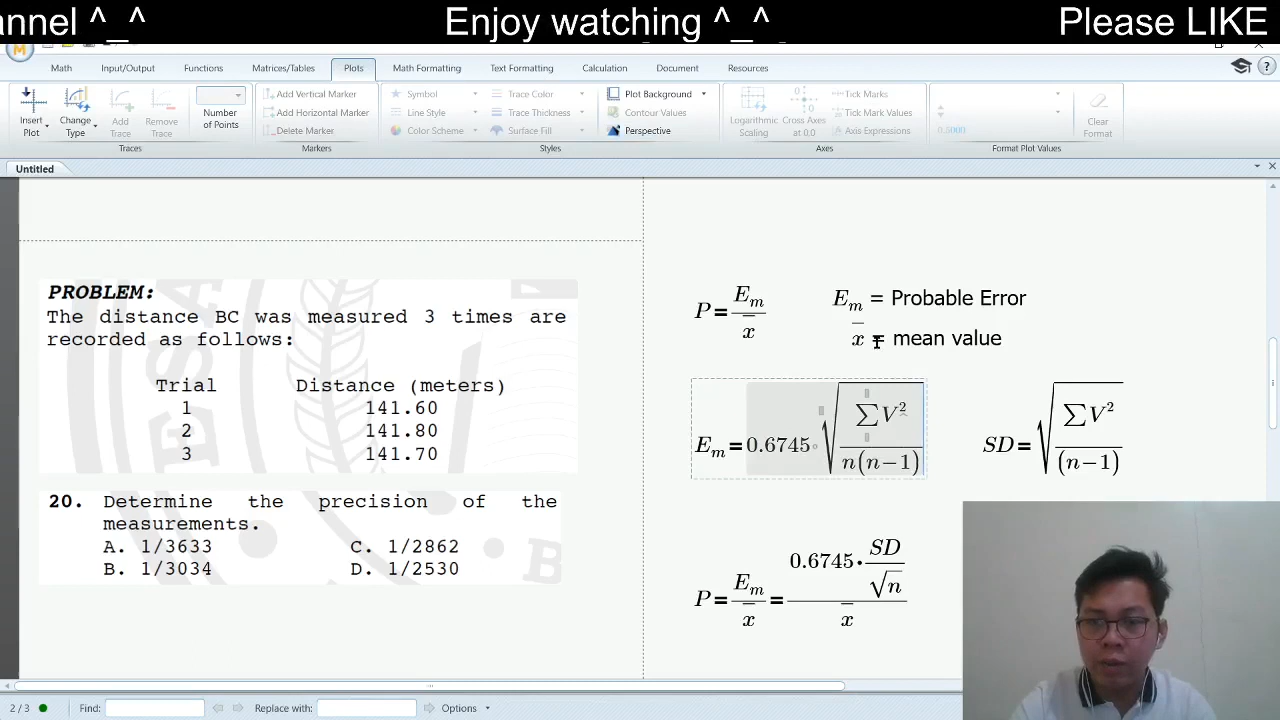 annel ^_^ Enjoy watching ^_^ Please LIKE
Math Input/Output Functions Matrices/Tables Plots Math Formatting Text Formatting Calculation Document Resources
Insert Plot Change Type Add Trace Remove Trace Number of Points
Add Vertical Marker
Add Horizontal Marker
Delete Marker
Symbol Trace Color Plot Background
Line Style Trace Thickness Contour Values
Color Scheme Surface Fill Perspective
Logarithmic Scaling Cross Axes at 0.0
Tick Marks
Tick Mark Values
Axis Expressions
0.5000
Clear Format
Traces Markers Styles Axes Format Plot Values
Untitled
PROBLEM:
The distance BC was measured 3 times are
recorded as follows:
Trial Distance (meters)
1 141.60
2 141.80
3 141.70
20. Determine the precision of the
measurements.
A. 1/3633 C. 1/2862
B. 1/3034 D. 1/2530
P = E_m / x̄
E_m = Probable Error
x̄ = mean value
E_m = 0.6745 · √(∑V² / n(n−1))
SD = √(∑V² / (n−1))
P = E_m / x̄ = 0.6745 · SD/√n / x̄
2 / 3 Find: Replace with: Options